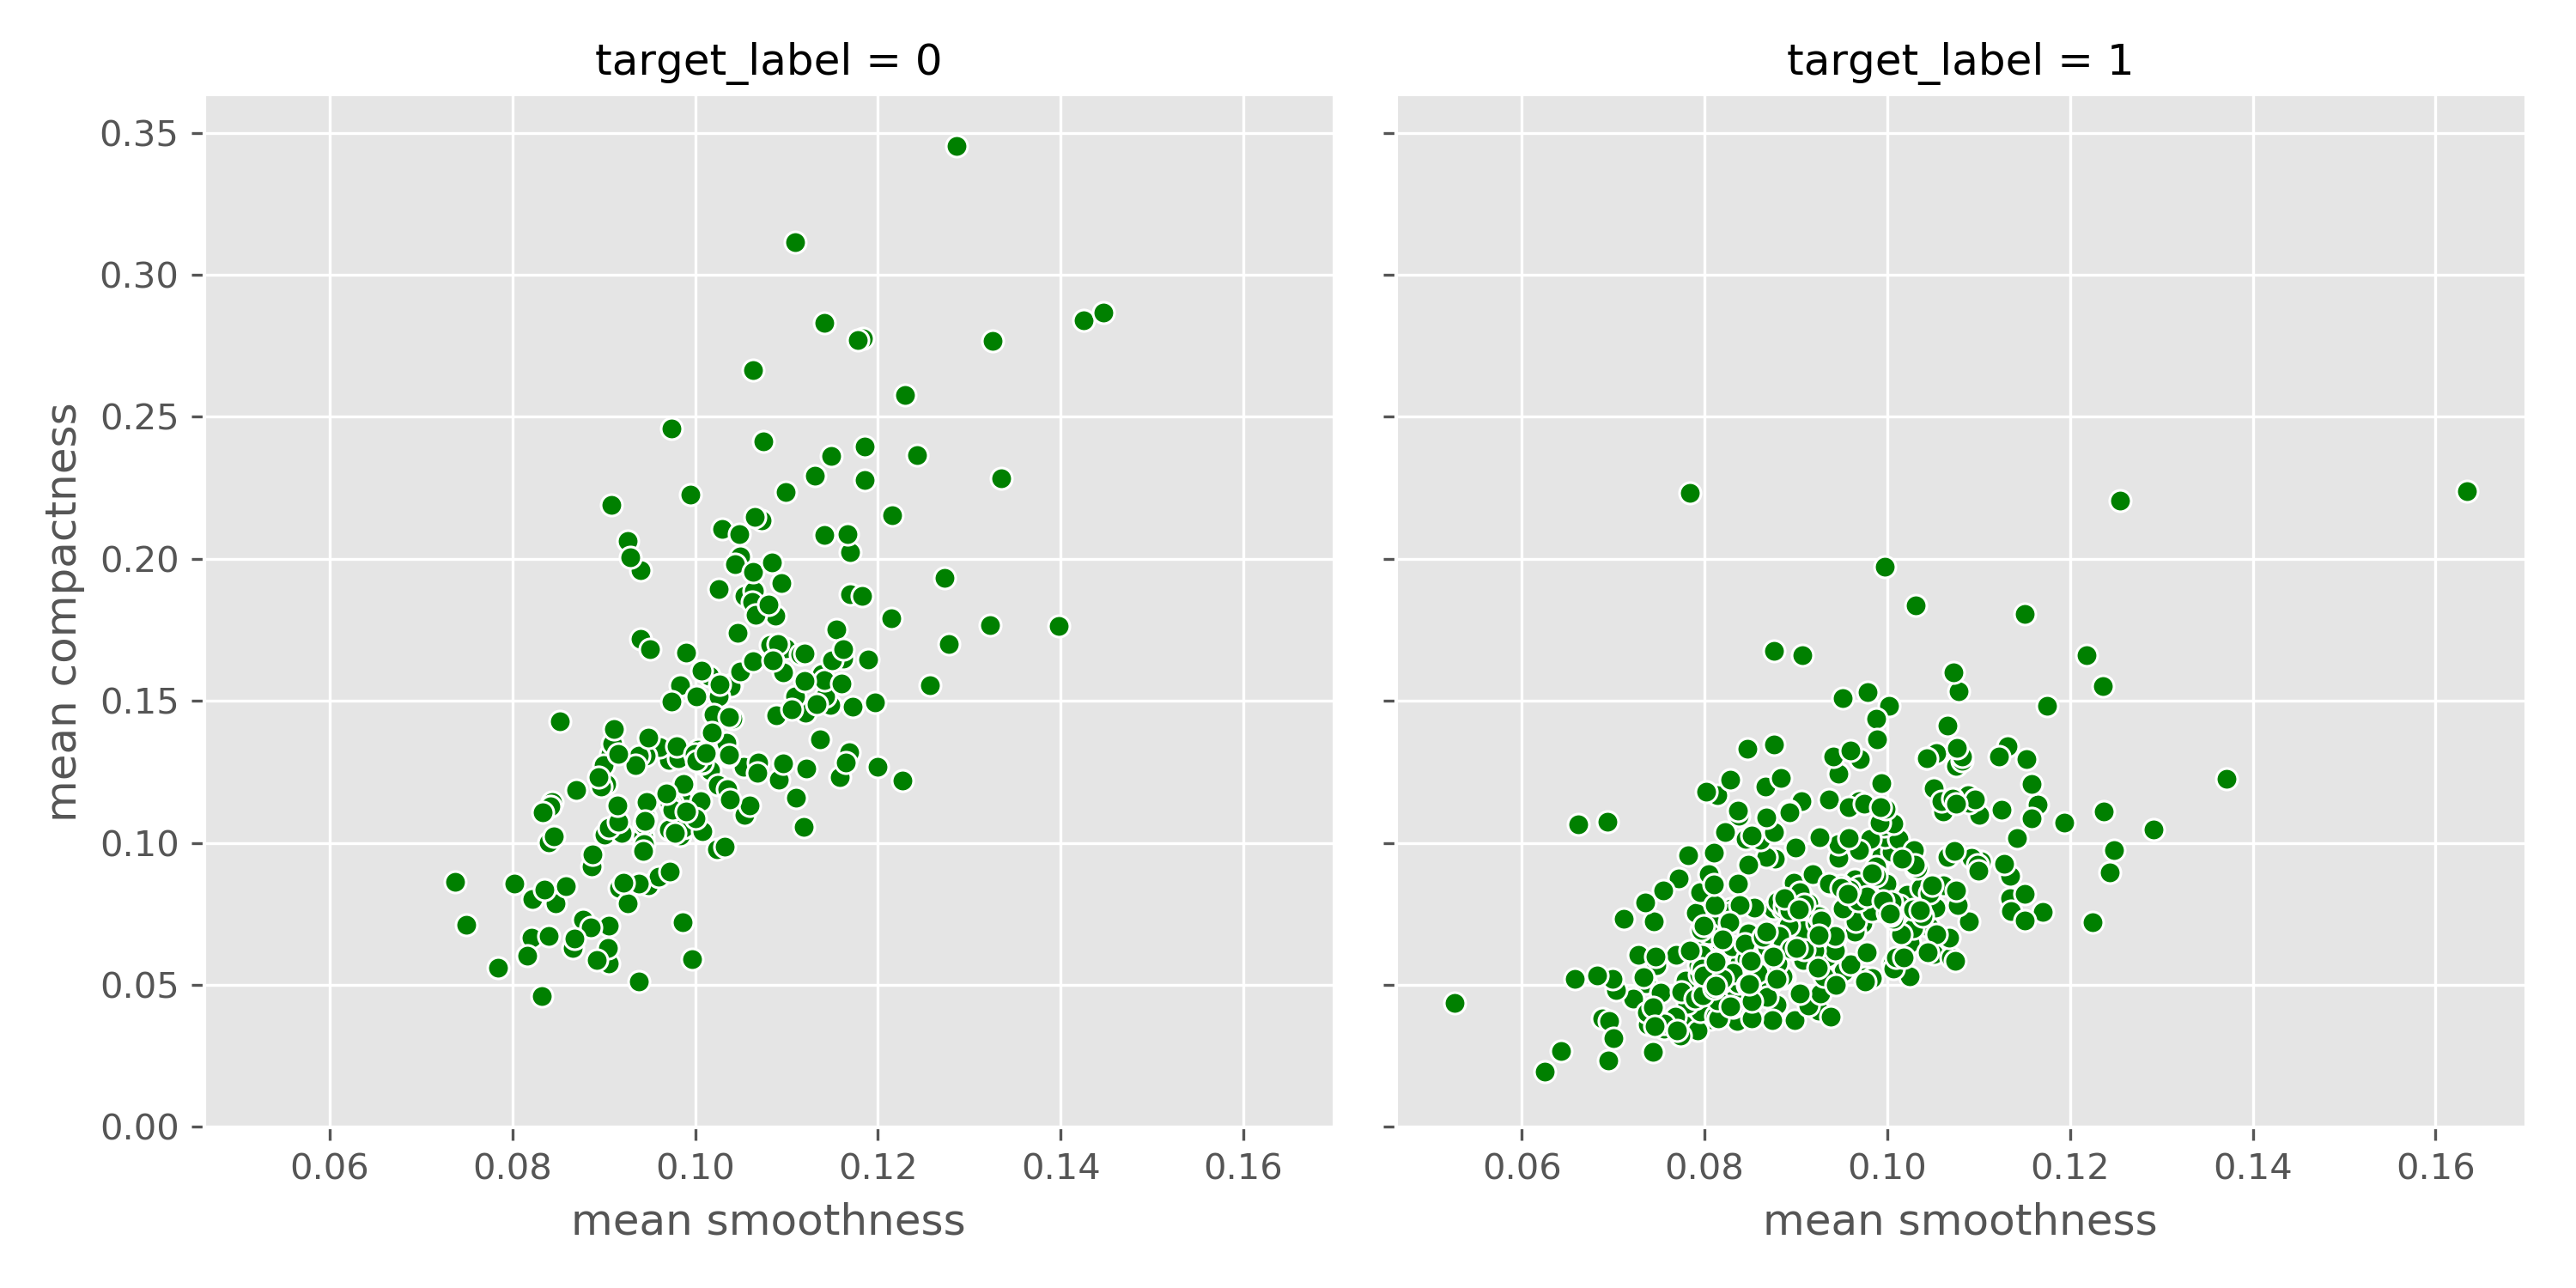 target_label = 0
target_label = 1
0.35
0.30
0.25
0.20
0.15
0.10
0.05
0.00
mean compactness
0.06 0.08 0.10 0.12 0.14 0.16
0.06 0.08 0.10 0.12 0.14 0.16
mean smoothness
mean smoothness